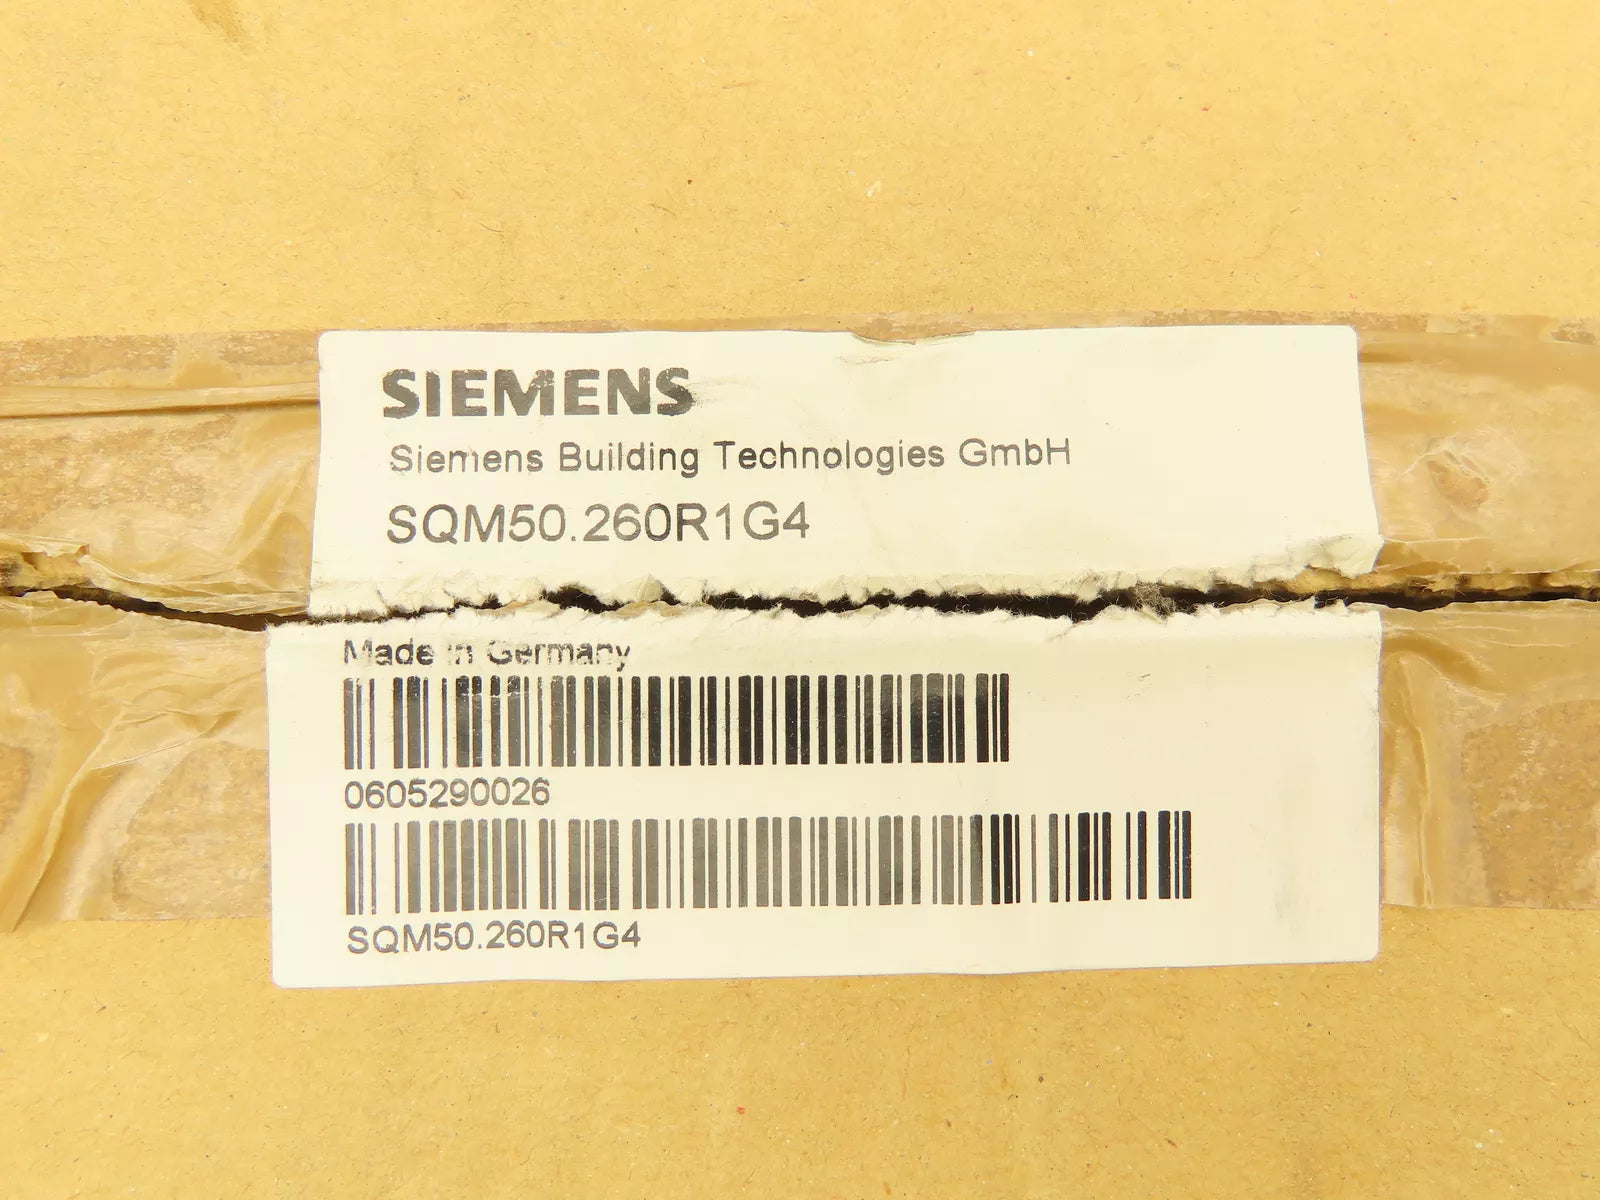 SIEMENS
Siemens Building Technologies GmbH
SQM50.260R1G4
Made in Germany
0605290026
SQM50.260R1G4